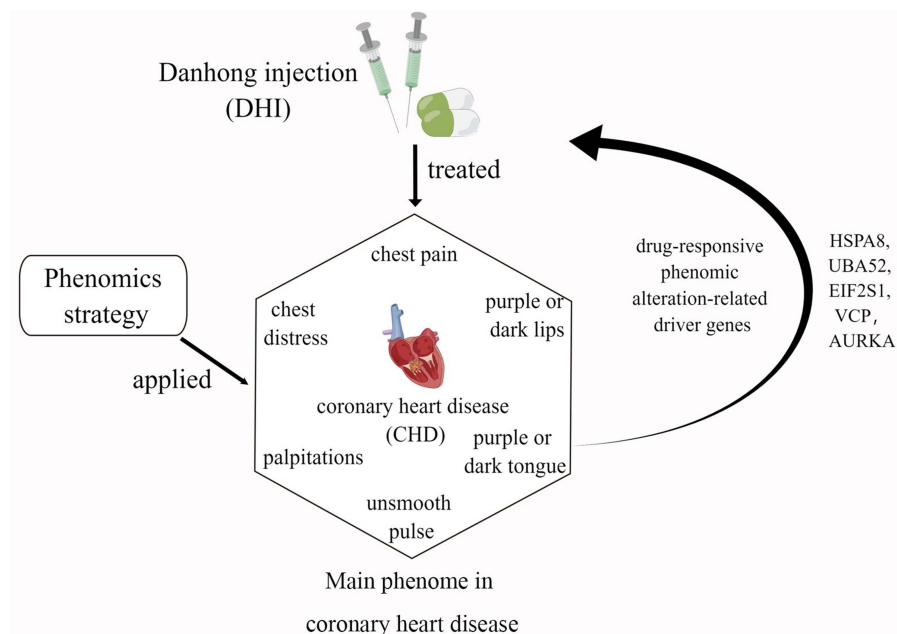 Danhong injection
(DHI)
treated
Phenomics
strategy
applied
chest pain
chest
distress
purple or
dark lips
coronary heart disease
(CHD)
palpitations
purple or
dark tongue
unsmooth
pulse
Main phenome in
coronary heart disease
drug-responsive
phenomic
alteration-related
driver genes
HSPA8,
UBA52,
EIF2S1,
VCP,
AURKA